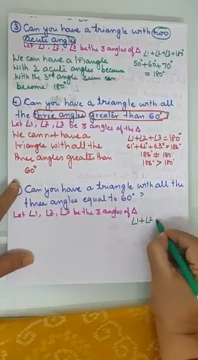 ③ Can you have a triangle with two
acute angles
Let ∠1, ∠2, ∠3 be the 3 angles of Δ
We can have a triangle
with 2 acute angles because
with the 3rd angle sum can
become 180°
∠1+∠2+∠3=180°
50°+60°+70°
= 180°
④ Can you have a triangle with all
the three angles greater than 60°
Let ∠1, ∠2, ∠3 be 3 angles of the Δ
We cannot have a
triangle with all the
three angles greater than
60°
∠1+∠2+∠3=180°
61°+62°+63°=
186° = 180°
186° > 180°
Can you have a triangle with all the
three angles equal to 60° ?
Let ∠1, ∠2, ∠3 be the 3 angles of Δ
∠1+∠2